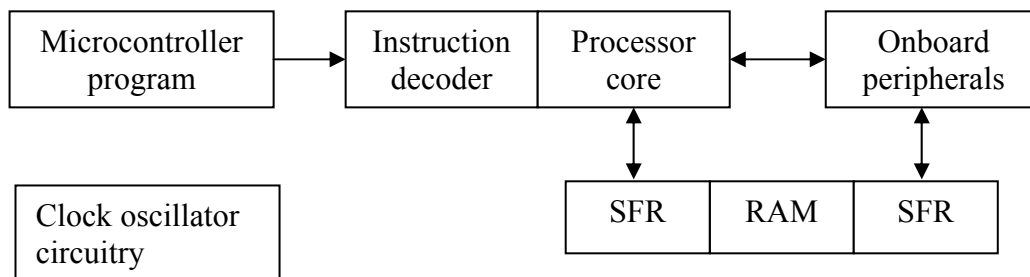 Microcontroller
program
Instruction
decoder
Processor
core
Onboard
peripherals
SFR
RAM
SFR
Clock oscillator
circuitry